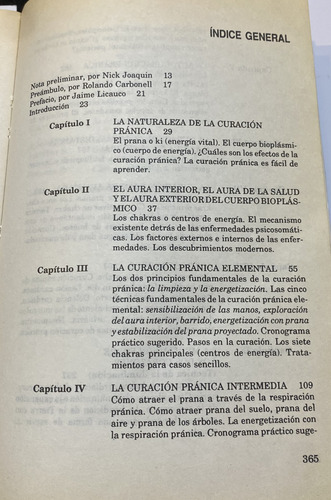 ÍNDICE GENERAL
Nota preliminar, por Nick Joaquin 13
Preámbulo, por Rolando Carbonell 17
Prefacio, por Jaime Licauco 21
Introducción 23
Capítulo I LA NATURALEZA DE LA CURACIÓN
PRÁNICA 29
El prana o ki (energía vital). El cuerpo bioplásmi-
co (cuerpo de energía). ¿Cuáles son los efectos de la
curación pránica? La curación pránica es fácil de
aprender.
Capítulo II EL AURA INTERIOR, EL AURA DE LA SALUD
Y EL AURA EXTERIOR DEL CUERPO BIOPLÁS-
MICO 37
Los chakras o centros de energía. El mecanismo
existente detrás de las enfermedades psicosomáti-
cas. Los factores externos e internos de las enfer-
medades. Los descubrimientos modernos.
Capítulo III LA CURACIÓN PRÁNICA ELEMENTAL 55
Los dos principios fundamentales de la curación
pránica: la limpieza y la energetización. Las cinco
técnicas fundamentales de la curación pránica ele-
mental: sensibilización de las manos, exploración
del aura interior, barrido, energetización con prana
y estabilización del prana proyectado. Cronograma
práctico sugerido. Pasos en la curación. Los siete
chakras principales (centros de energía). Trata-
mientos para casos sencillos.
Capítulo IV LA CURACIÓN PRÁNICA INTERMEDIA 109
Cómo atraer el prana a través de la respiración
pránica. Cómo atraer prana del suelo, prana del
aire y prana de los árboles. La energetización con
la respiración pránica. Cronograma práctico suge-
365